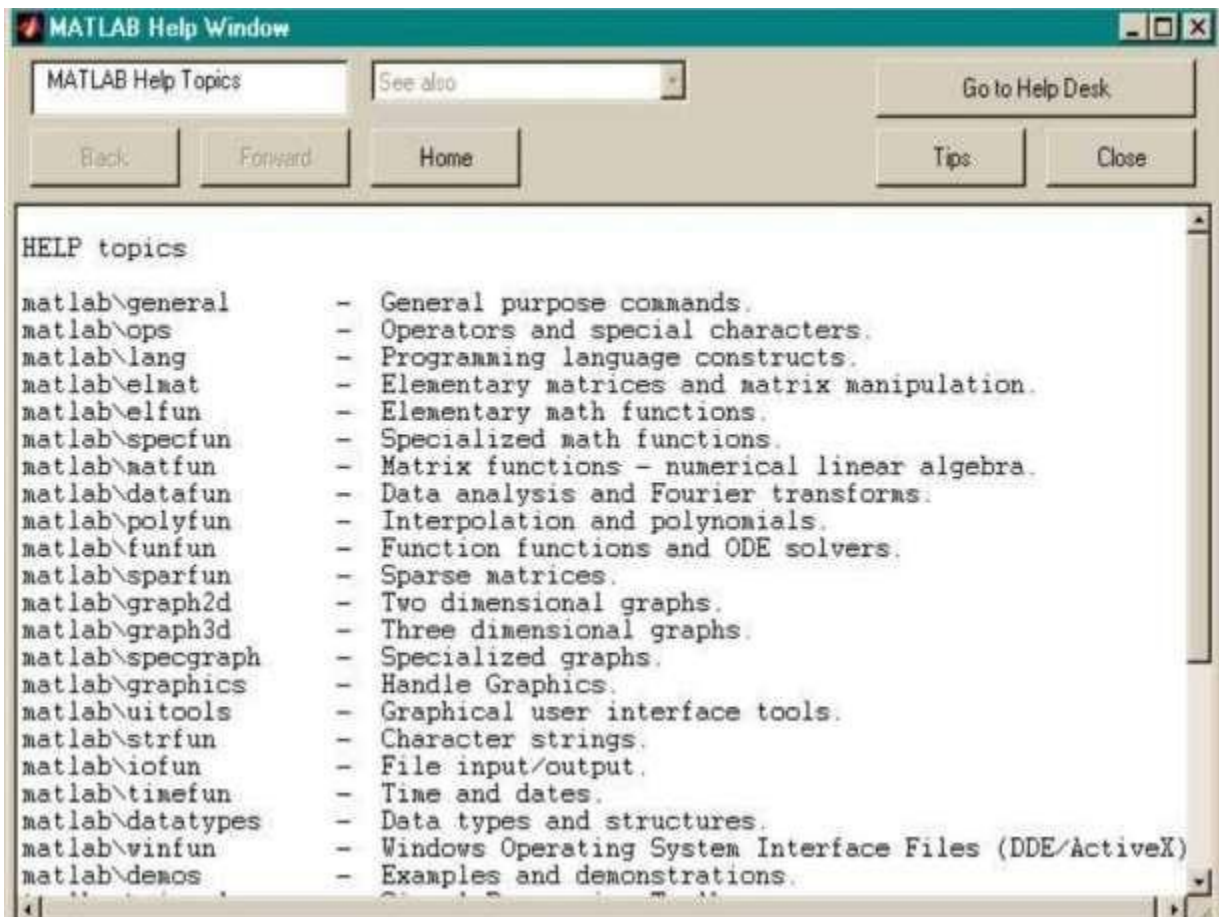 MATLAB Help Window
MATLAB Help Topics See also Go to Help Desk
Back Forward Home Tips Close
HELP topics
matlab\general - General purpose commands.
matlab\ops - Operators and special characters.
matlab\lang - Programming language constructs.
matlab\elmat - Elementary matrices and matrix manipulation.
matlab\elfun - Elementary math functions.
matlab\specfun - Specialized math functions.
matlab\matfun - Matrix functions - numerical linear algebra.
matlab\datafun - Data analysis and Fourier transforms.
matlab\polyfun - Interpolation and polynomials.
matlab\funfun - Function functions and ODE solvers.
matlab\sparfun - Sparse matrices.
matlab\graph2d - Two dimensional graphs.
matlab\graph3d - Three dimensional graphs.
matlab\specgraph - Specialized graphs.
matlab\graphics - Handle Graphics.
matlab\uitools - Graphical user interface tools.
matlab\strfun - Character strings.
matlab\iofun - File input/output.
matlab\timefun - Time and dates.
matlab\datatypes - Data types and structures.
matlab\winfun - Windows Operating System Interface Files (DDE/ActiveX)
matlab\demos - Examples and demonstrations.